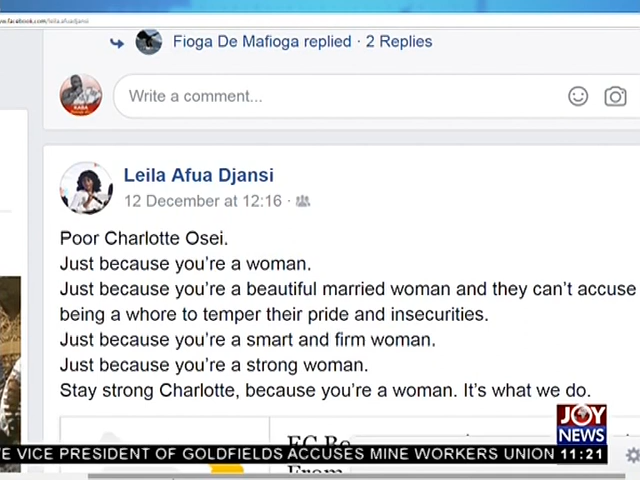 www.facebook.com/leila.afuadjansi
Fioga De Mafioga replied · 2 Replies
Write a comment...
Leila Afua Djansi
12 December at 12:16 ·
Poor Charlotte Osei.
Just because you're a woman.
Just because you're a beautiful married woman and they can't accuse
being a whore to temper their pride and insecurities.
Just because you're a smart and firm woman.
Just because you're a strong woman.
Stay strong Charlotte, because you're a woman. It's what we do.
From
JOY
NEWS
E VICE PRESIDENT OF GOLDFIELDS ACCUSES MINE WORKERS UNION 11:21